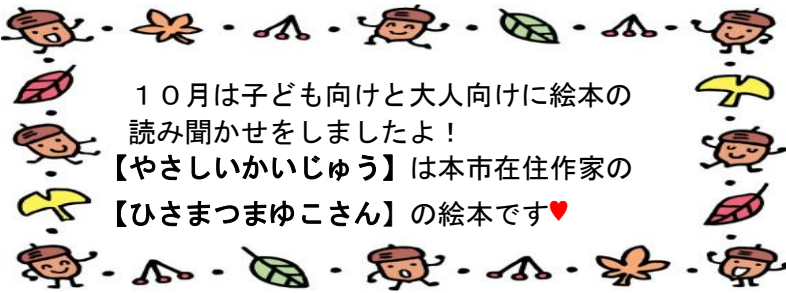 １０月は子ども向けと大人向けに絵本の
読み聞かせをしましたよ！
【やさしいかいじゅう】は本市在住作家の
【ひさまつまゆこさん】の絵本です♥